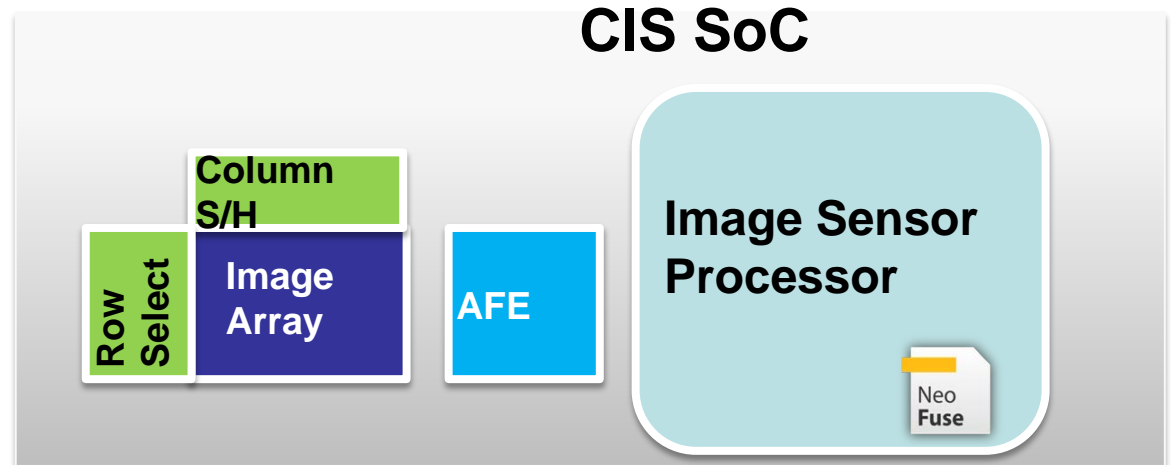 CIS SoC
Column
S/H
Row
Select
Image
Array
AFE
Image Sensor
Processor
Neo
Fuse